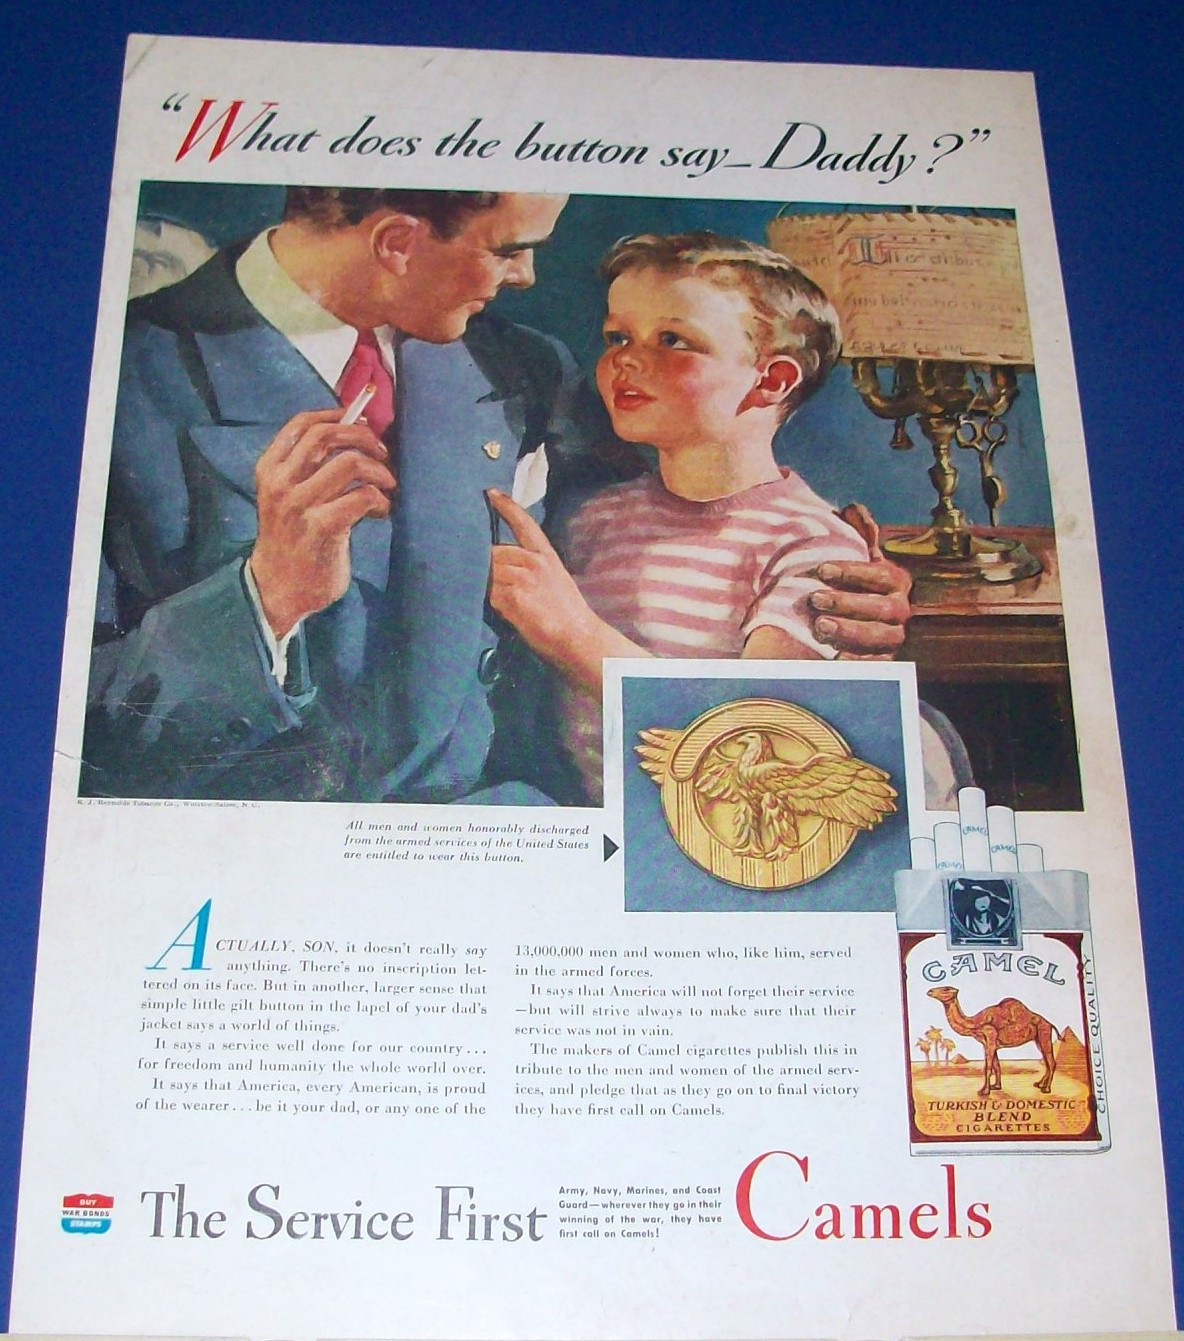 “What does the button say—Daddy?”
R. J. Reynolds Tobacco Co., Winston-Salem, N. C.
All men and women honorably discharged
from the armed services of the United States
are entitled to wear this button.
ACTUALLY, SON, it doesn't really say
anything. There's no inscription let-
tered on its face. But in another, larger sense that
simple little gilt button in the lapel of your dad's
jacket says a world of things.
It says a service well done for our country...
for freedom and humanity the whole world over.
It says that America, every American, is proud
of the wearer...be it your dad, or any one of the
13,000,000 men and women who, like him, served
in the armed forces.
It says that America will not forget their service
—but will strive always to make sure that their
service was not in vain.
The makers of Camel cigarettes publish this in
tribute to the men and women of the armed serv-
ices, and pledge that as they go on to final victory
they have first call on Camels.
CAMEL
CAMEL
CAMEL
CAMEL
CHOICE QUALITY
TURKISH & DOMESTIC
BLEND
CIGARETTES
BUY
WAR BONDS
STAMPS
The Service First
Army, Navy, Marines, and Coast
Guard—wherever they go in their
winning of the war, they have
first call on Camels!
Camels